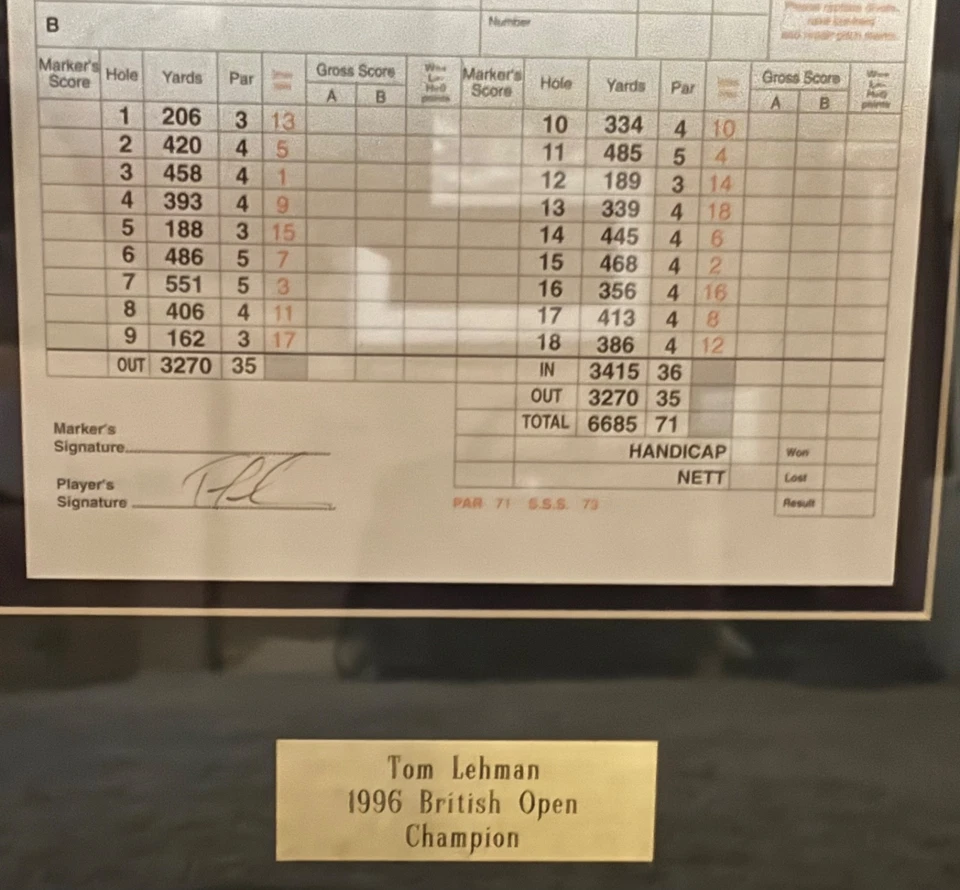 B
Number
and repair pitch marks.
Marker's Score Hole Yards Par Gross Score Marker's Score Hole Yards Par Gross Score
A B A B
1 206 3 13 10 334 4 10
2 420 4 5 11 485 5 4
3 458 4 1 12 189 3 14
4 393 4 9 13 339 4 18
5 188 3 15 14 445 4 6
6 486 5 7 15 468 4 2
7 551 5 3 16 356 4 16
8 406 4 11 17 413 4 8
9 162 3 17 18 386 4 12
OUT 3270 35 IN 3415 36
OUT 3270 35
TOTAL 6685 71
HANDICAP Won
NETT Lost
Result
Marker's
Signature
Player's
Signature
PAR 71 S.S.S. 73
Tom Lehman
1996 British Open
Champion